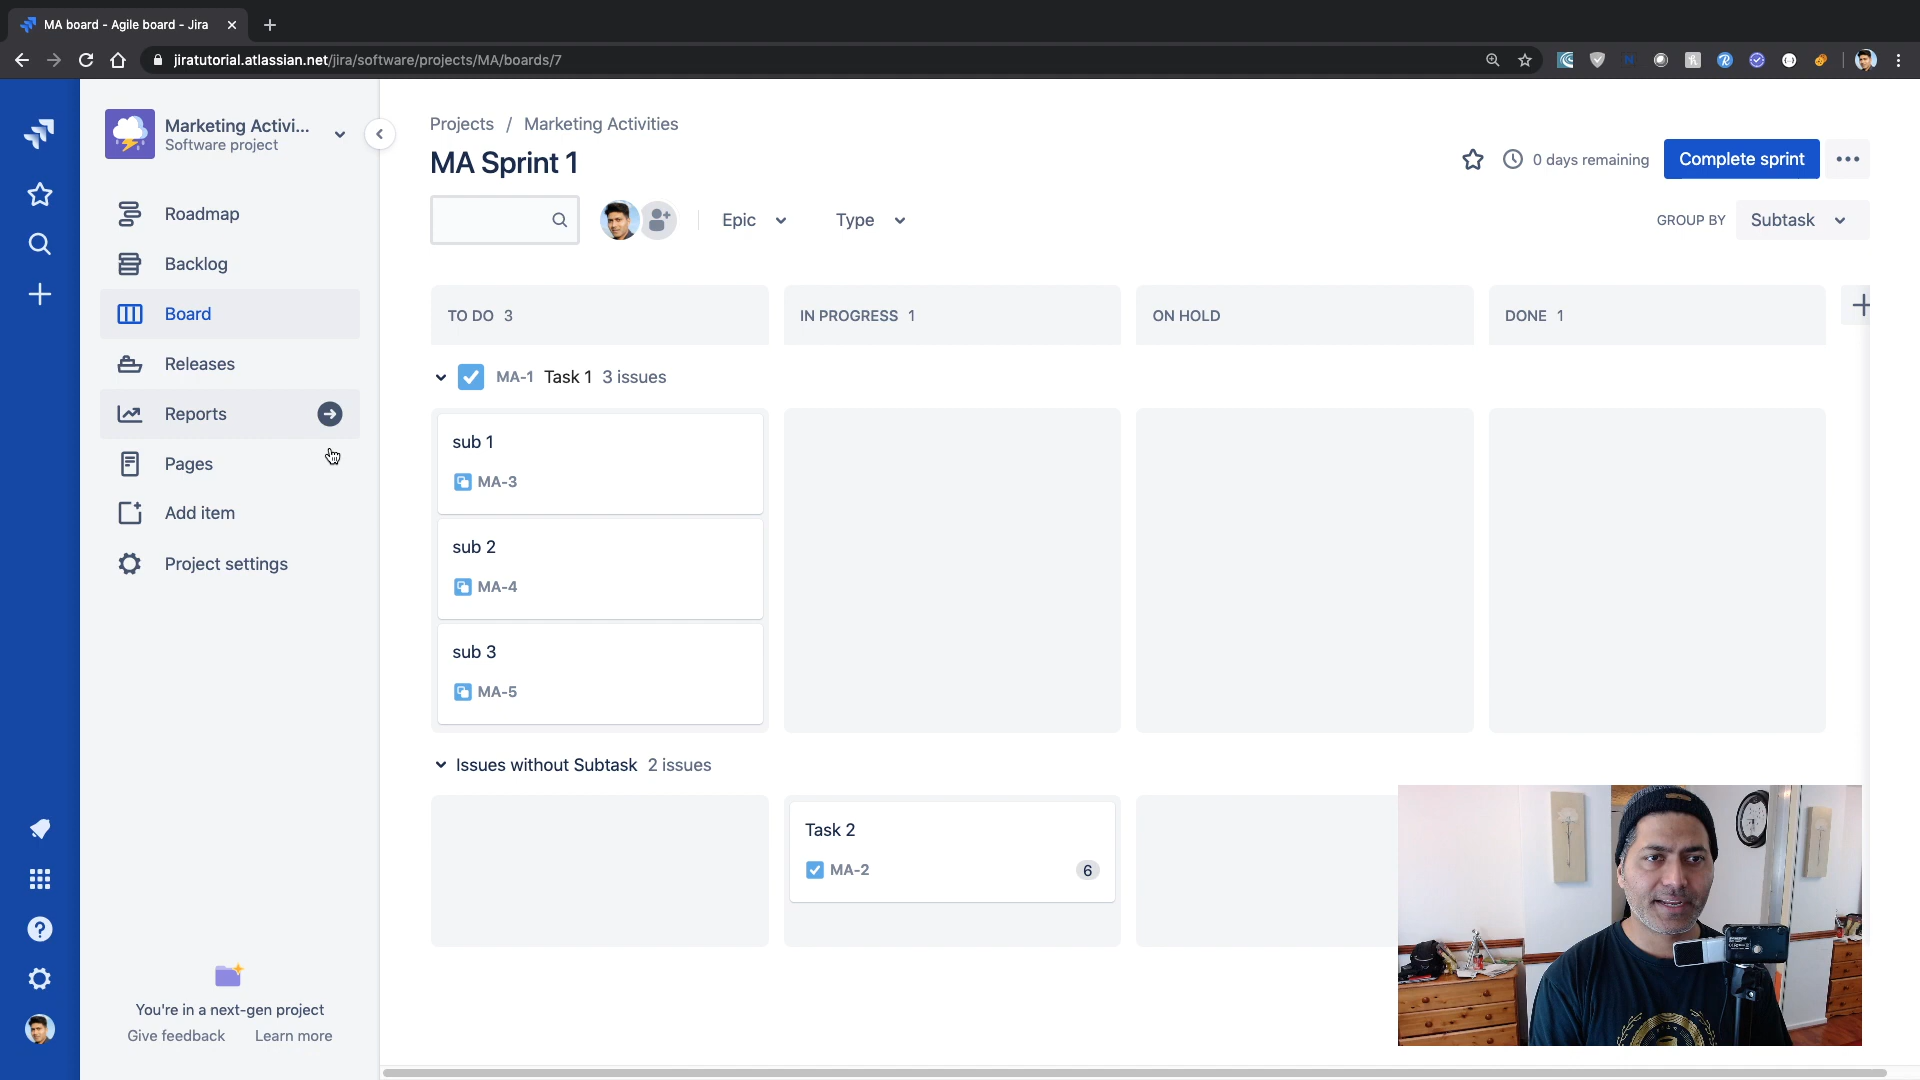 MA board - Agile board - Jira
jiratutorial.atlassian.net/jira/software/projects/MA/boards/7
Marketing Activi...
Software project
Roadmap
Backlog
Board
Releases
Reports
Pages
Add item
Project settings
You're in a next-gen project
Give feedback Learn more
Projects / Marketing Activities
MA Sprint 1
0 days remaining
Complete sprint
Epic
Type
GROUP BY
Subtask
TO DO 3
IN PROGRESS 1
ON HOLD
DONE 1
MA-1 Task 1 3 issues
sub 1
MA-3
sub 2
MA-4
sub 3
MA-5
Issues without Subtask 2 issues
Task 2
MA-2
6